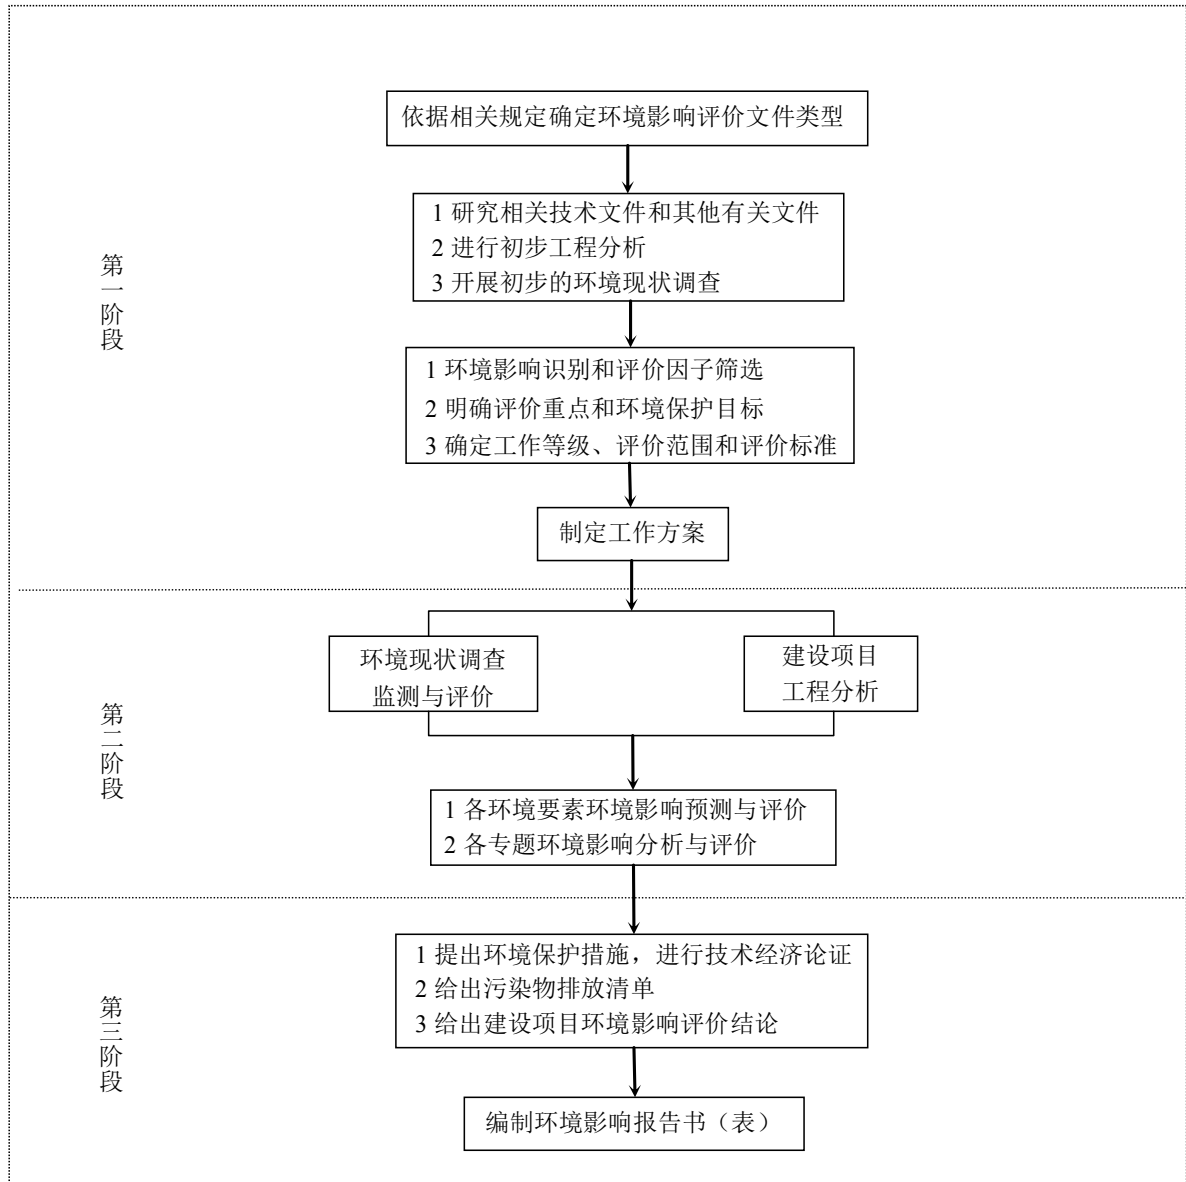 依据相关规定确定环境影响评价文件类型
1 研究相关技术文件和其他有关文件
2 进行初步工程分析
3 开展初步的环境现状调查
第一阶段
1 环境影响识别和评价因子筛选
2 明确评价重点和环境保护目标
3 确定工作等级、评价范围和评价标准
制定工作方案
环境现状调查
监测与评价
建设项目
工程分析
第二阶段
1 各环境要素环境影响预测与评价
2 各专题环境影响分析与评价
1 提出环境保护措施，进行技术经济论证
2 给出污染物排放清单
3 给出建设项目环境影响评价结论
第三阶段
编制环境影响报告书（表）